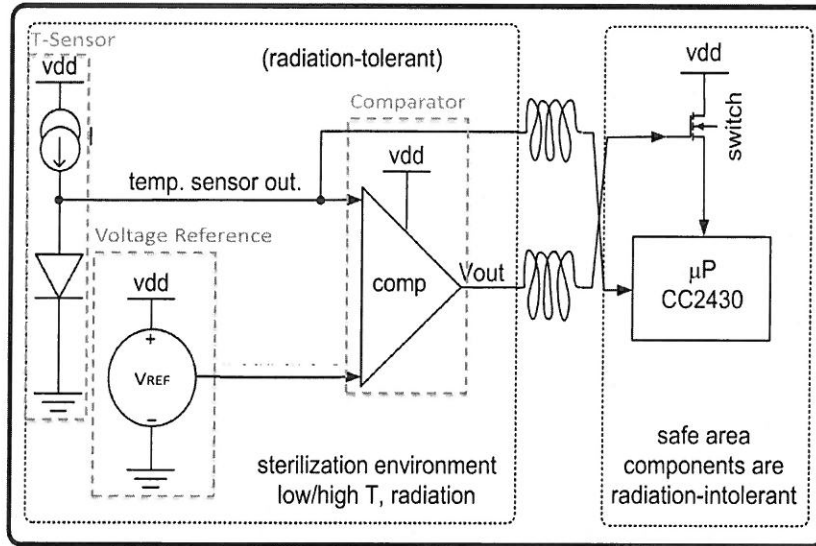 T-Sensor
vdd
(radiation-tolerant)
Comparator
vdd
temp. sensor out.
Voltage Reference
vdd
+
VREF
-
comp
Vout
vdd
switch
µP
CC2430
sterilization environment
low/high T, radiation
safe area
components are
radiation-intolerant